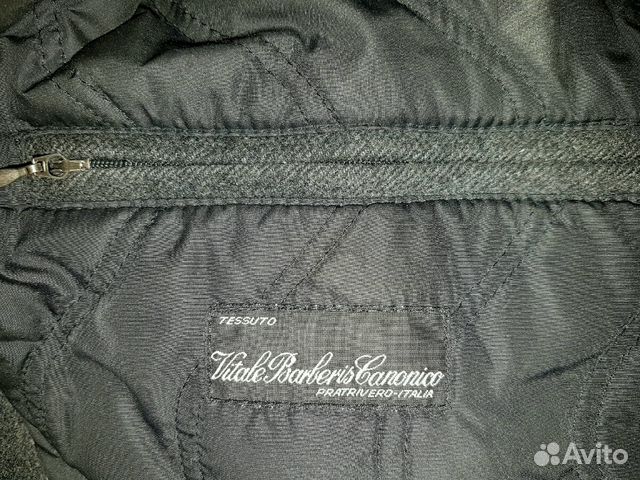 TESSUTO
Vitale Barberis Canonico
PRATRIVERO-ITALIA
Avito